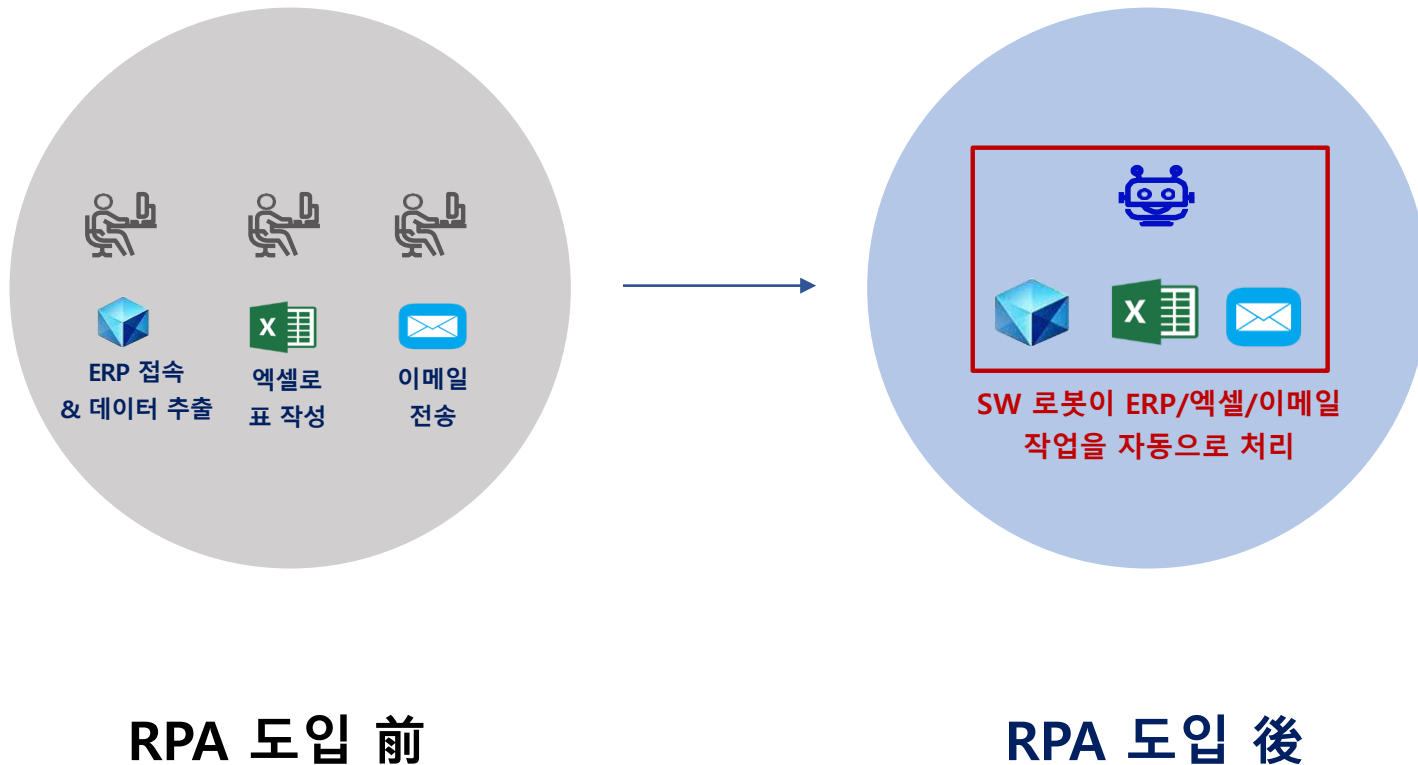 ERP 접속
& 데이터 추출
엑셀로
표 작성
이메일
전송
SW 로봇이 ERP/엑셀/이메일
작업을 자동으로 처리
RPA 도입 前
RPA 도입 後